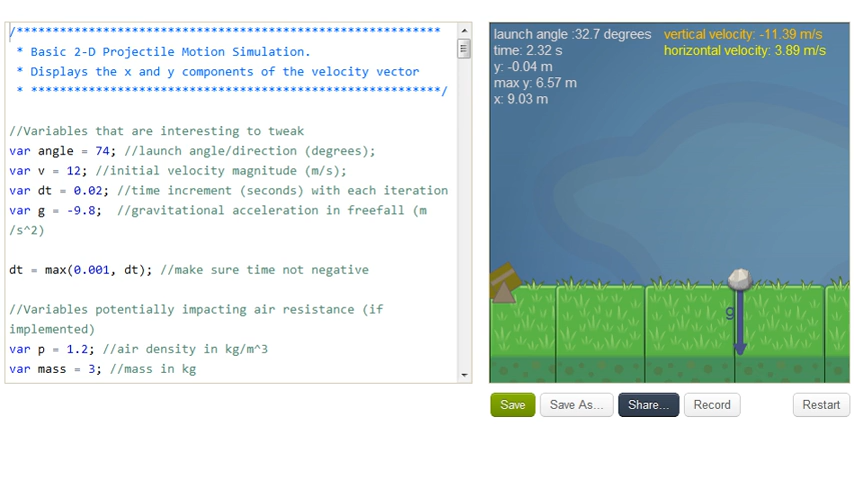 /***********************************************************
* Basic 2-D Projectile Motion Simulation.
* Displays the x and y components of the velocity vector
* *********************************************************/
//Variables that are interesting to tweak
var angle = 74; //launch angle/direction (degrees);
var v = 12; //initial velocity magnitude (m/s);
var dt = 0.02; //time increment (seconds) with each iteration
var g = -9.8;  //gravitational acceleration in freefall (m
/s^2)
dt = max(0.001, dt); //make sure time not negative
//Variables potentially impacting air resistance (if
implemented)
var p = 1.2; //air density in kg/m^3
var mass = 3; //mass in kg
launch angle :32.7 degrees
time: 2.32 s
y: -0.04 m
max y: 6.57 m
x: 9.03 m
vertical velocity: -11.39 m/s
horizontal velocity: 3.89 m/s
g
Save
Save As...
Share...
Record
Restart